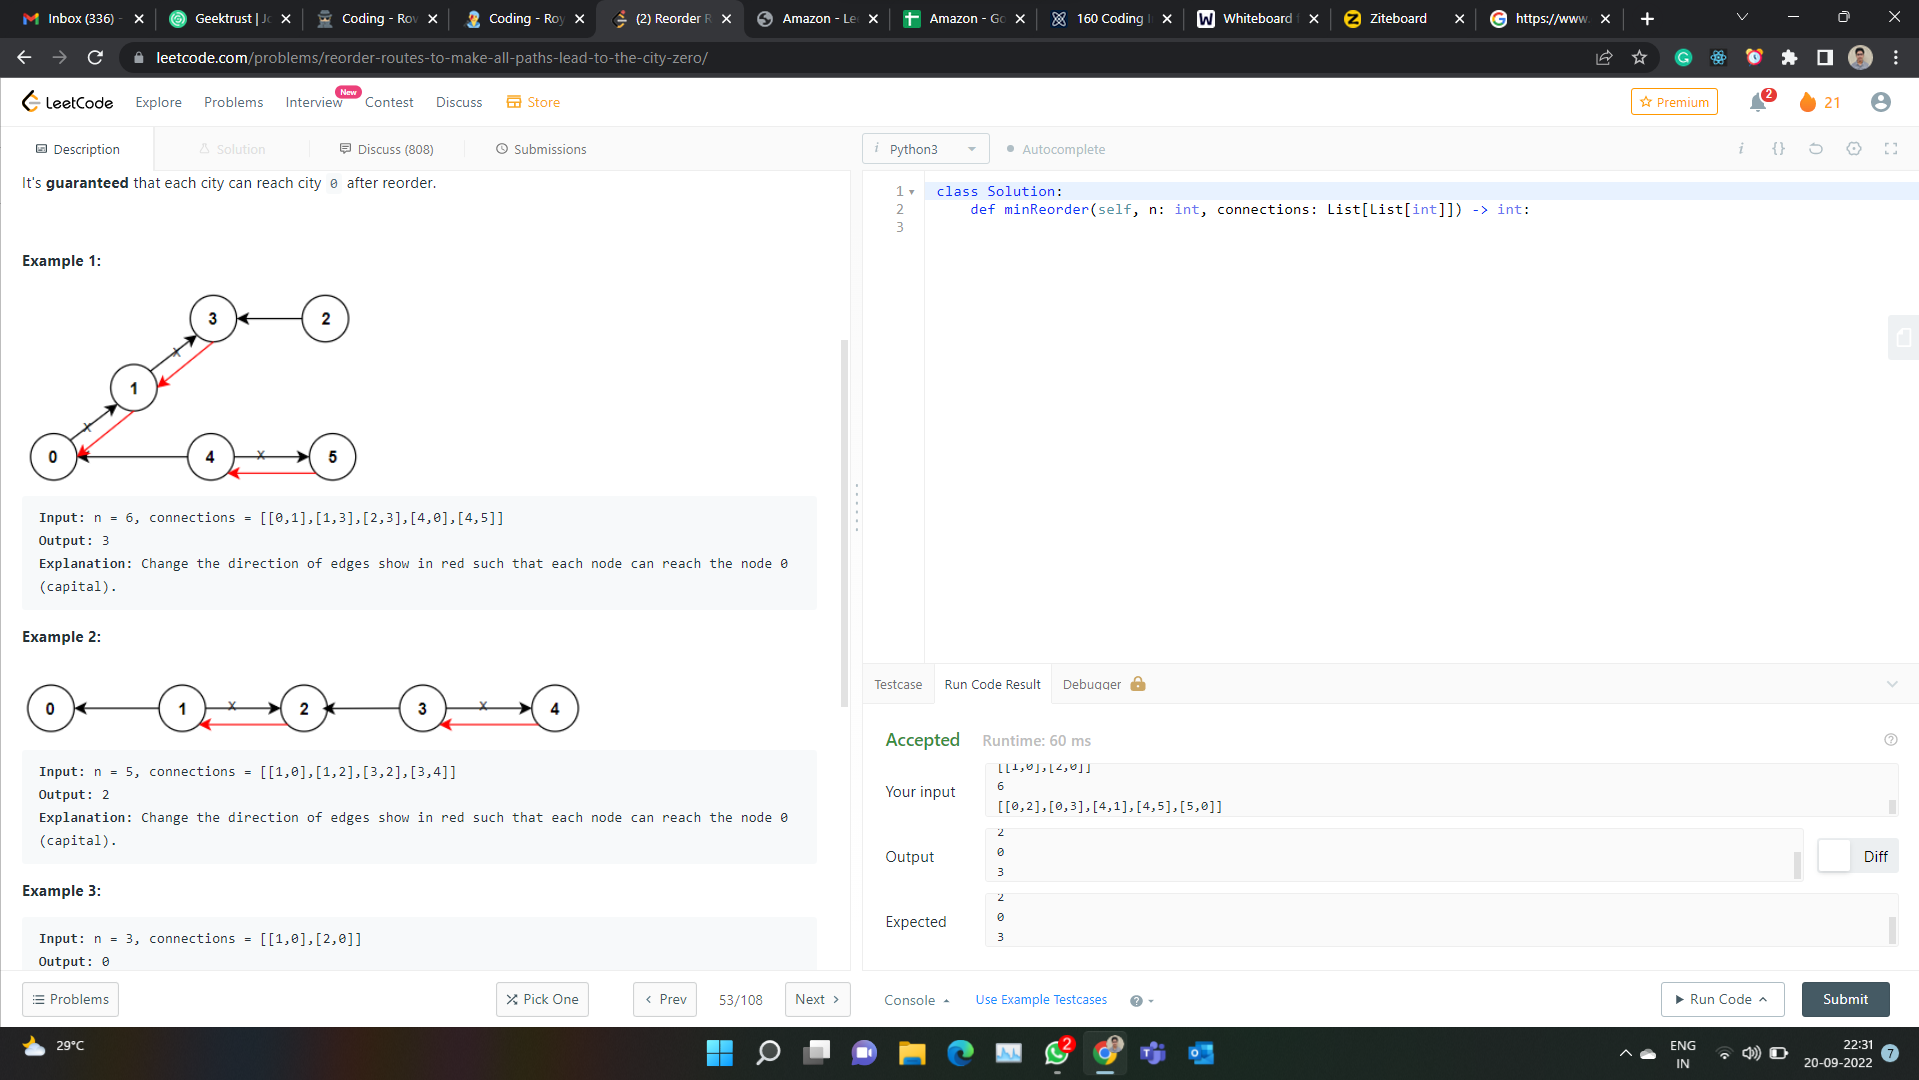 Inbox (336) -
Geektrust | Jo
Coding - Rov
Coding - Roy
(2) Reorder R
Amazon - Le
Amazon - Go
160 Coding I
Whiteboard f
Ziteboard
https://www.
leetcode.com/problems/reorder-routes-to-make-all-paths-lead-to-the-city-zero/
LeetCode
Explore
Problems
Interview
New
Contest
Discuss
Store
Premium
2
21
Description
Solution
Discuss (808)
Submissions
i Python3
Autocomplete
It's guaranteed that each city can reach city 0 after reorder.
Example 1:
3 2
1
0 4 5
x
x
x
Input: n = 6, connections = [[0,1],[1,3],[2,3],[4,0],[4,5]]
Output: 3
Explanation: Change the direction of edges show in red such that each node can reach the node 0
(capital).
Example 2:
0 1 x 2 3 x 4
Input: n = 5, connections = [[1,0],[1,2],[3,2],[3,4]]
Output: 2
Explanation: Change the direction of edges show in red such that each node can reach the node 0
(capital).
Example 3:
Input: n = 3, connections = [[1,0],[2,0]]
Output: 0
1 class Solution:
2 def minReorder(self, n: int, connections: List[List[int]]) -> int:
3
Testcase
Run Code Result
Debugger
Accepted
Runtime: 60 ms
Your input
[[1,0],[2,0]]
6
[[0,2],[0,3],[4,1],[4,5],[5,0]]
Output
2
0
3
Diff
Expected
2
0
3
Problems
Pick One
Prev
53/108
Next
Console
Use Example Testcases
Run Code
Submit
29°C
2
ENG
IN
22:31
20-09-2022
7